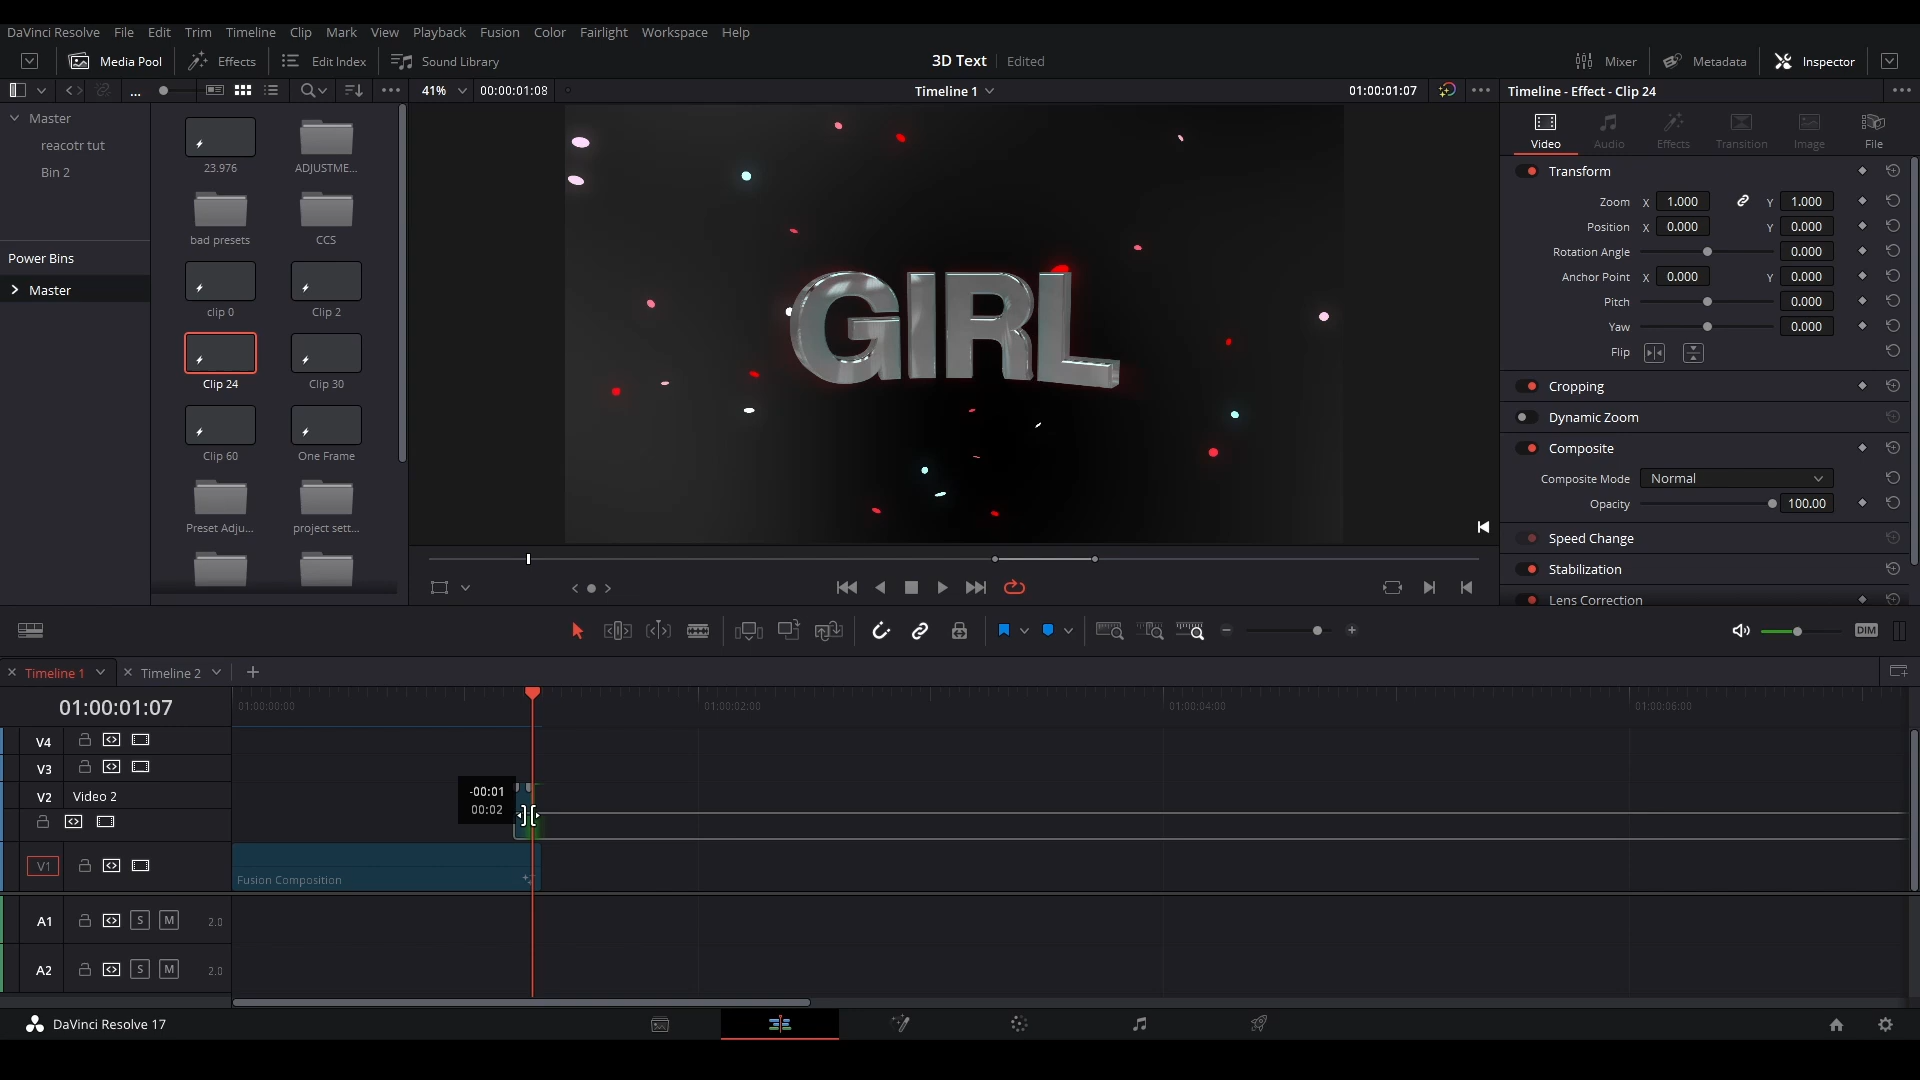 DaVinci Resolve File Edit Trim Timeline Clip Mark View Playback Fusion Color Fairlight Workspace Help
Media Pool Effects Edit Index Sound Library 3D Text Edited Mixer Metadata Inspector
... 41% 00:00:01:08 Timeline 1 01:00:01:07 Timeline - Effect - Clip 24
Master
reacotr tut
Bin 2
Power Bins
Master
23.976 ADJUSTME...
bad presets CCS
clip 0 Clip 2
Clip 24 Clip 30
Clip 60 One Frame
Preset Adju... project sett...
GIRL
Video Audio Effects Transition Image File
Transform
Zoom X 1.000 Y 1.000
Position X 0.000 Y 0.000
Rotation Angle 0.000
Anchor Point X 0.000 Y 0.000
Pitch 0.000
Yaw 0.000
Flip
Cropping
Dynamic Zoom
Composite
Composite Mode Normal
Opacity 100.00
Speed Change
Stabilization
Lens Correction
DIM
Timeline 1 Timeline 2
01:00:01:07 01:00:00:00 01:00:02:00 01:00:04:00 01:00:06:00
V4
V3
V2 Video 2
-00:01
00:02
V1
Fusion Composition
A1 S M 2.0
A2 S M 2.0
DaVinci Resolve 17